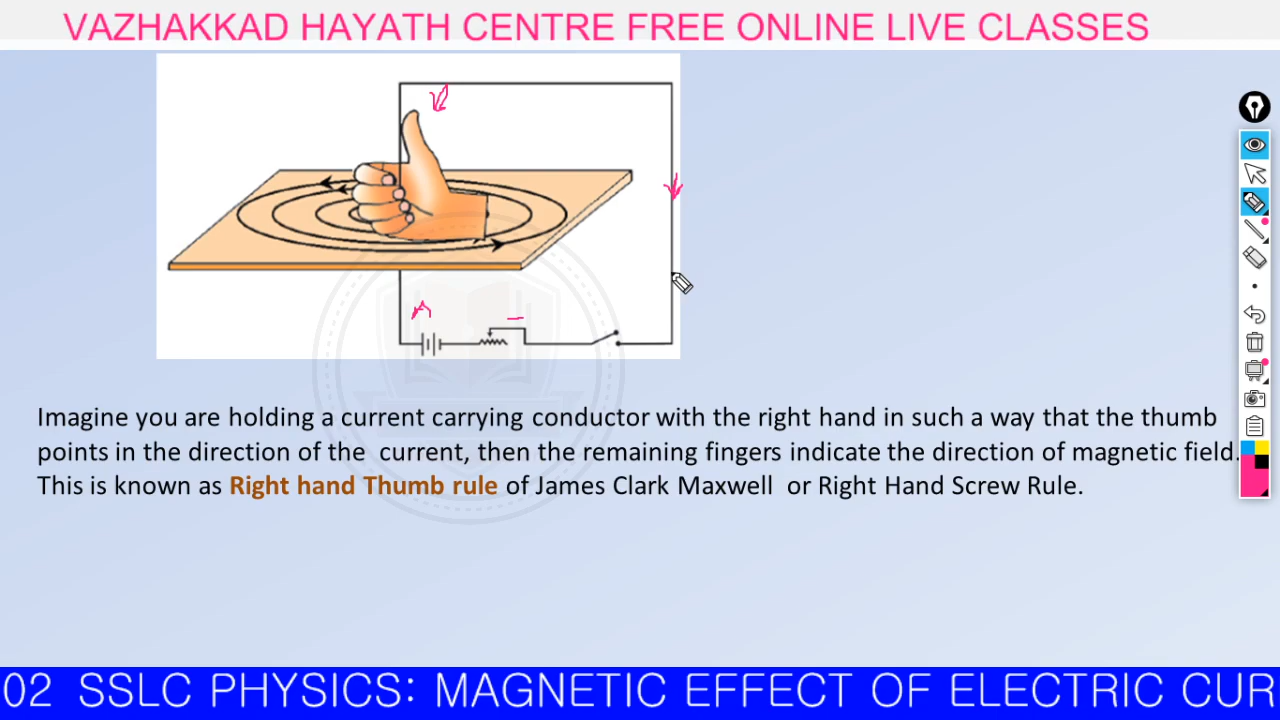 VAZHAKKAD HAYATH CENTRE FREE ONLINE LIVE CLASSES
Imagine you are holding a current carrying conductor with the right hand in such a way that the thumb
points in the direction of the  current, then the remaining fingers indicate the direction of magnetic field.
This is known as Right hand Thumb rule of James Clark Maxwell  or Right Hand Screw Rule.
02 SSLC PHYSICS: MAGNETIC EFFECT OF ELECTRIC CUR